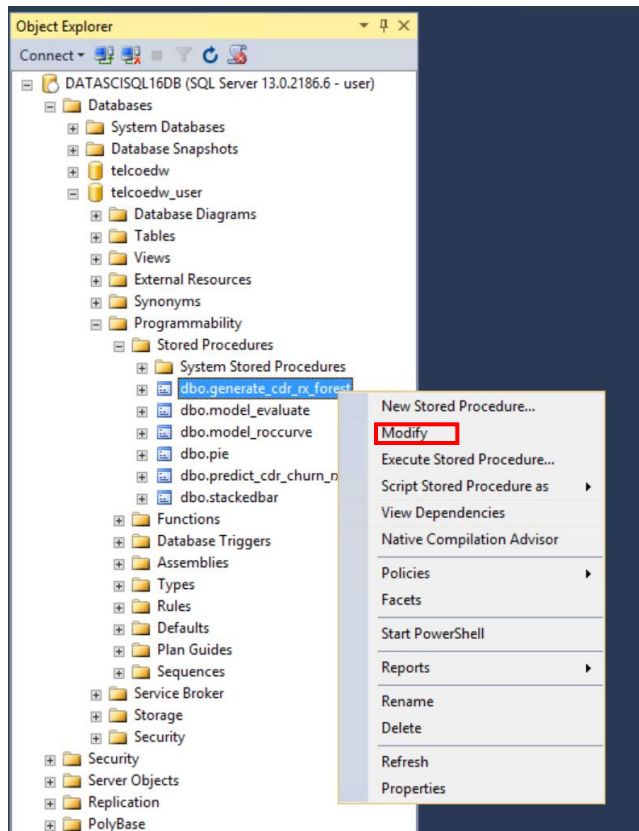 Object Explorer
Connect
DATASCISQL16DB (SQL Server 13.0.2186.6 - user)
Databases
System Databases
Database Snapshots
telcoedw
telcoedw_user
Database Diagrams
Tables
Views
External Resources
Synonyms
Programmability
Stored Procedures
System Stored Procedures
dbo.generate_cdr_rx_forest
dbo.model_evaluate
dbo.model_roccurve
dbo.pie
dbo.predict_cdr_churn_r
dbo.stackedbar
Functions
Database Triggers
Assemblies
Types
Rules
Defaults
Plan Guides
Sequences
Service Broker
Storage
Security
Security
Server Objects
Replication
PolyBase
New Stored Procedure...
Modify
Execute Stored Procedure...
Script Stored Procedure as
View Dependencies
Native Compilation Advisor
Policies
Facets
Start PowerShell
Reports
Rename
Delete
Refresh
Properties